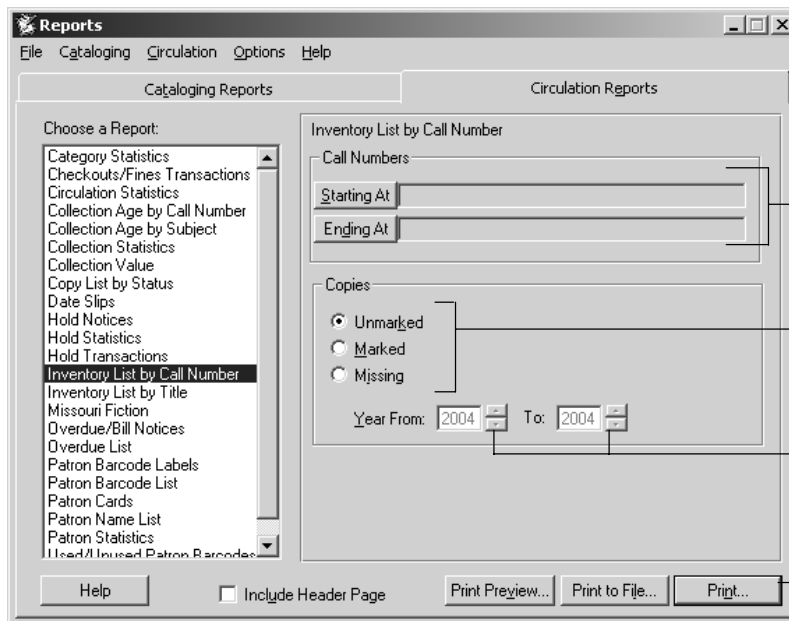 Reports
File Cataloging Circulation Options Help
Cataloging Reports
Circulation Reports
Choose a Report:
Category Statistics
Checkouts/Fines Transactions
Circulation Statistics
Collection Age by Call Number
Collection Age by Subject
Collection Statistics
Collection Value
Copy List by Status
Date Slips
Hold Notices
Hold Statistics
Hold Transactions
Inventory List by Call Number
Inventory List by Title
Missouri Fiction
Overdue/Bill Notices
Overdue List
Patron Barcode Labels
Patron Barcode List
Patron Cards
Patron Name List
Patron Statistics
Used/Unused Patron Barcodes
Inventory List by Call Number
Call Numbers
Starting At
Ending At
Copies
Unmarked
Marked
Missing
Year From: 2004 To: 2004
Help
Include Header Page
Print Preview...
Print to File...
Print...